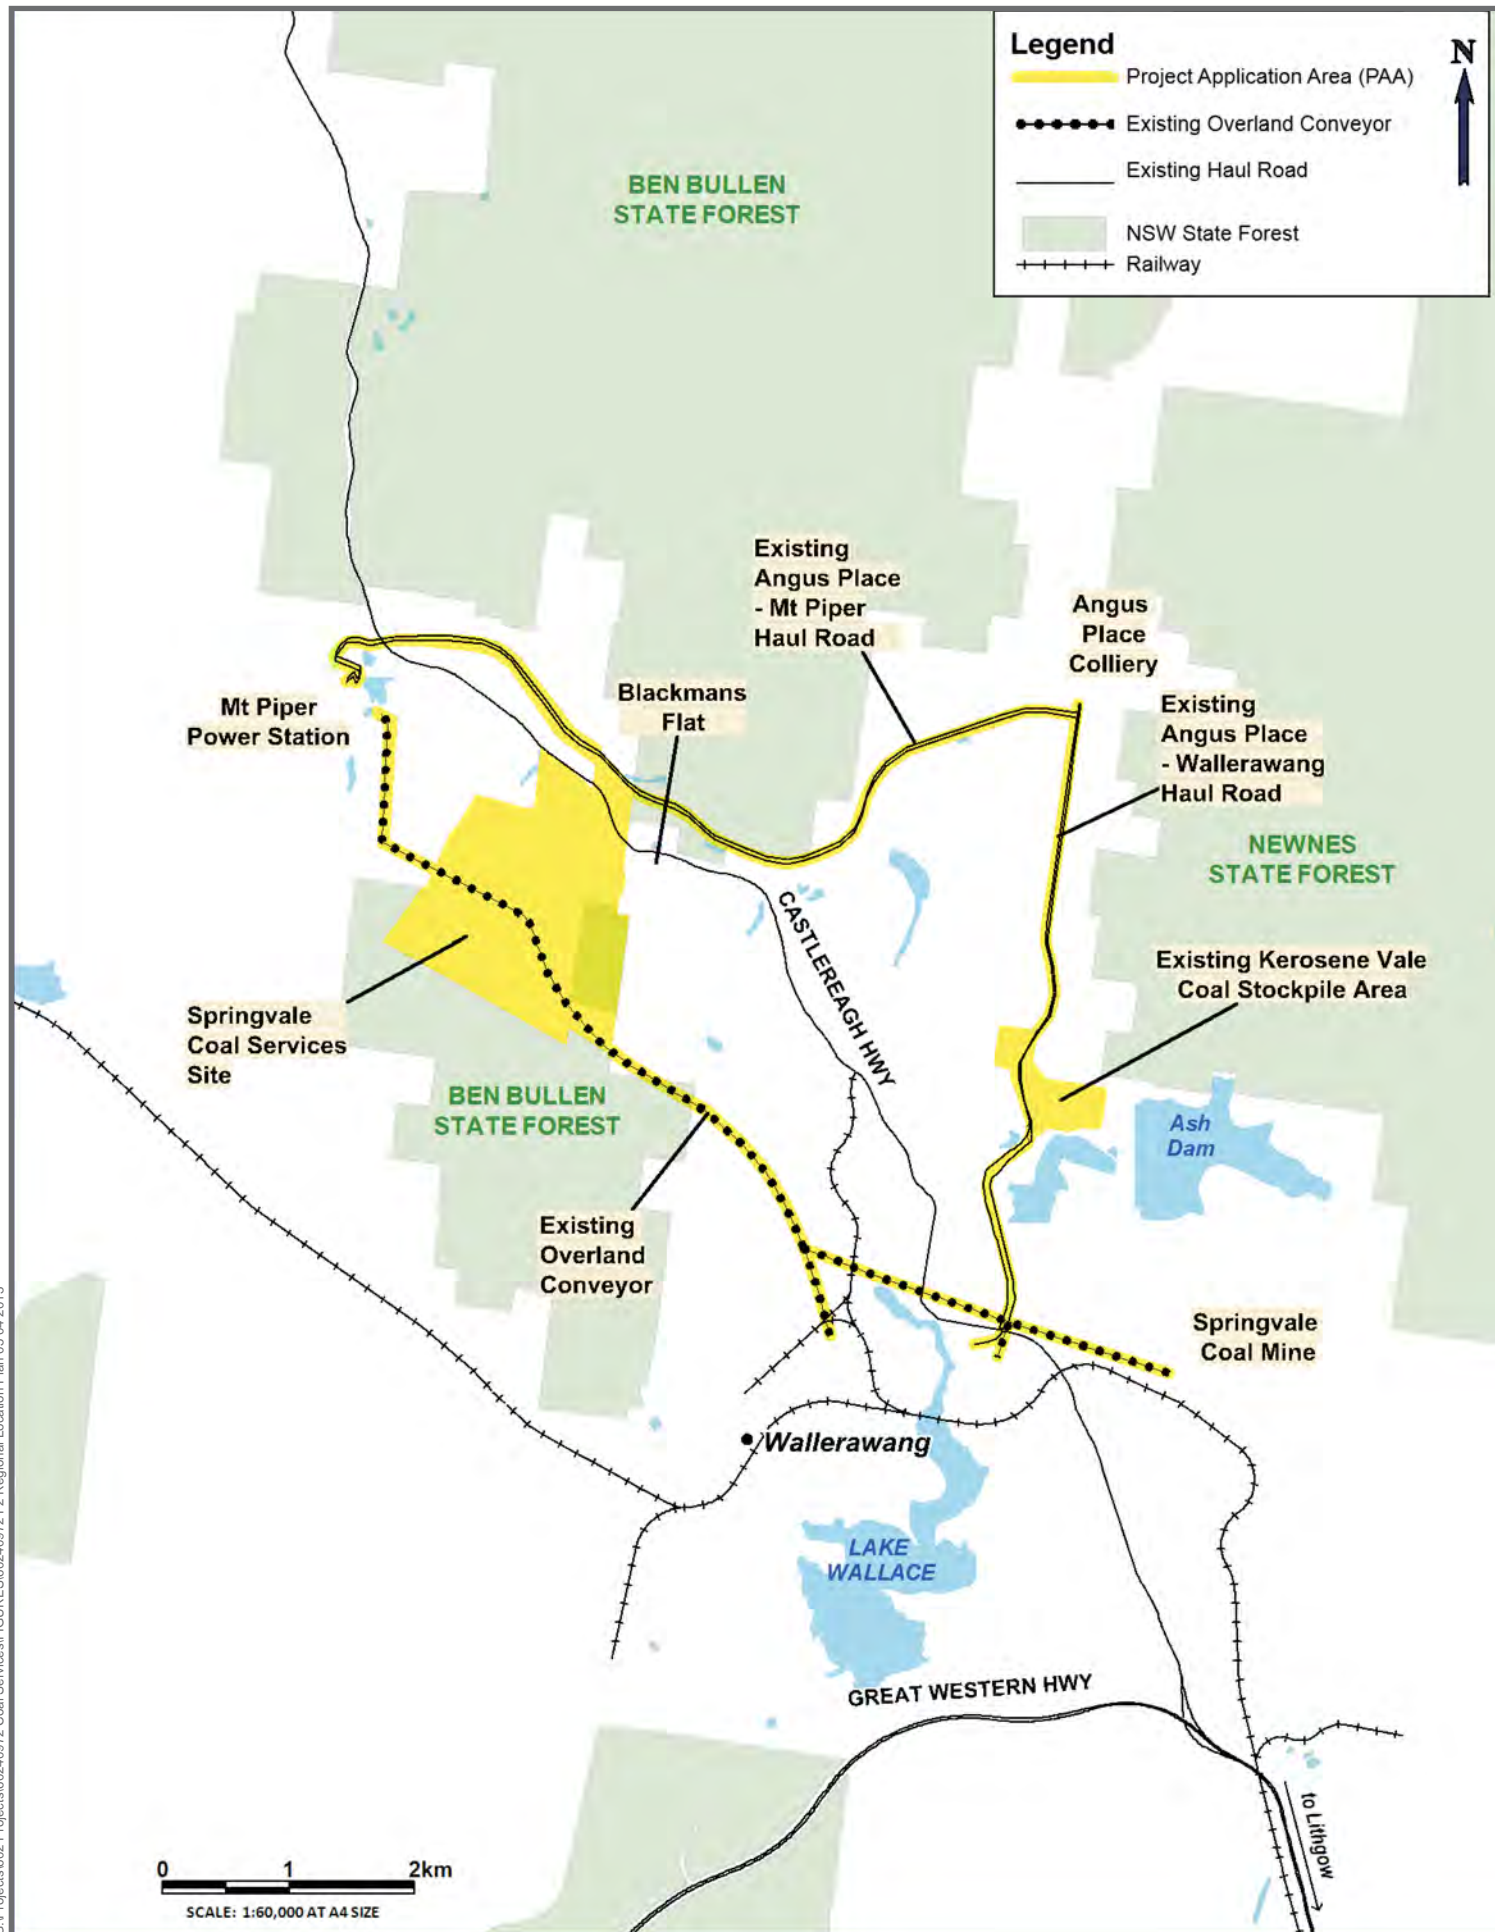 Legend
N
Project Application Area (PAA)
Existing Overland Conveyor
Existing Haul Road
NSW State Forest
Railway
BEN BULLEN
STATE FOREST
Existing
Angus Place
- Mt Piper
Haul Road
Angus
Place
Colliery
Blackmans
Flat
Mt Piper
Power Station
Existing
Angus Place
- Wallerawang
Haul Road
NEWNES
STATE FOREST
CASTLEREAGH HWY
Existing Kerosene Vale
Coal Stockpile Area
Springvale
Coal Services
Site
BEN BULLEN
STATE FOREST
Ash
Dam
Existing
Overland
Conveyor
Springvale
Coal Mine
Wallerawang
LAKE
WALLACE
GREAT WESTERN HWY
to Lithgow
0 1 2km
SCALE: 1:60,000 AT A4 SIZE